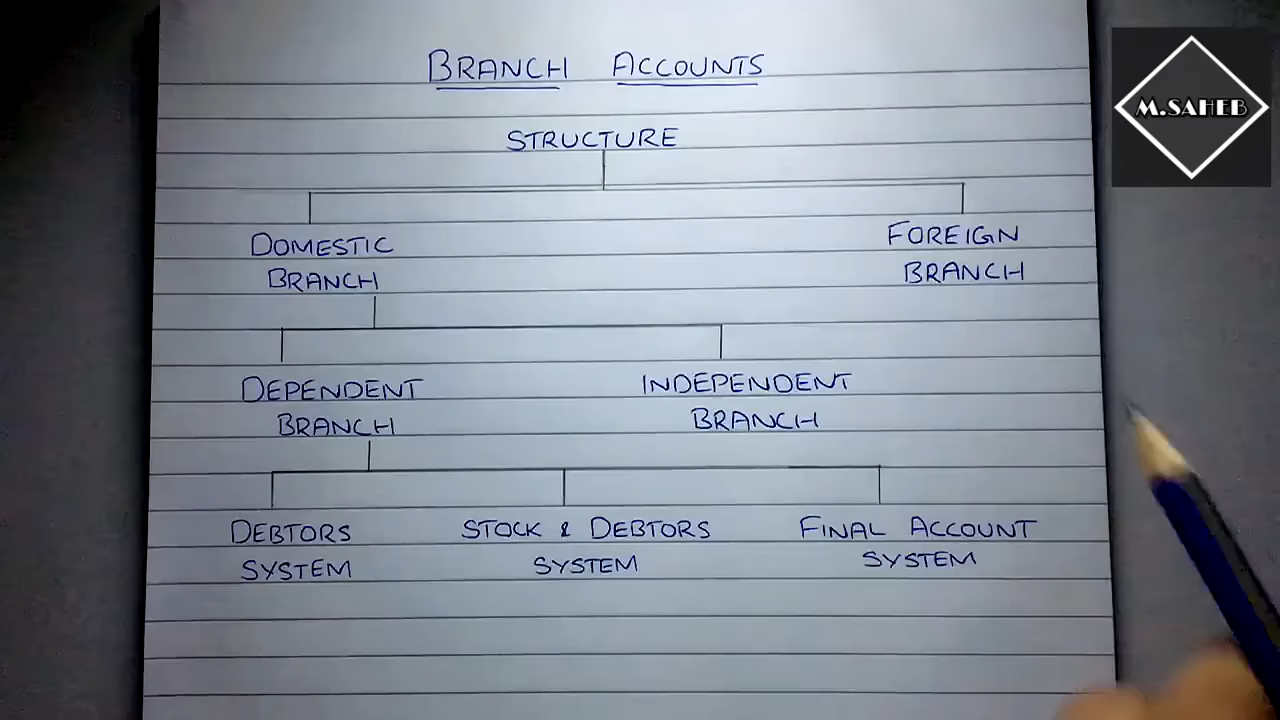 BRANCH ACCOUNTS
M.SAHEB
STRUCTURE
DOMESTIC
BRANCH
FOREIGN
BRANCH
DEPENDENT
BRANCH
INDEPENDENT
BRANCH
DEBTORS
SYSTEM
STOCK & DEBTORS
SYSTEM
FINAL ACCOUNT
SYSTEM